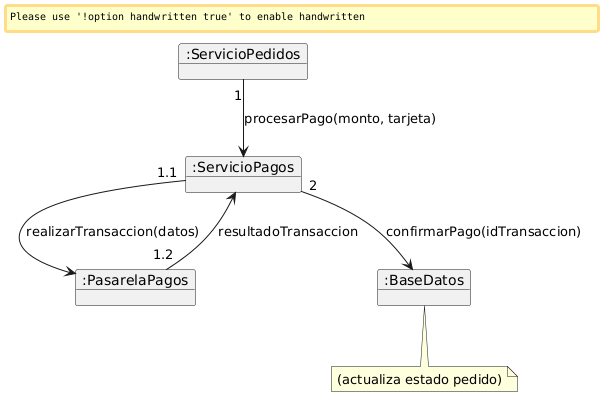 Please use '!option handwritten true' to enable handwritten
:ServicioPedidos
1
procesarPago(monto, tarjeta)
:ServicioPagos
1.1
2
realizarTransaccion(datos)
resultadoTransaccion
confirmarPago(idTransaccion)
1.2
:PasarelaPagos
:BaseDatos
(actualiza estado pedido)